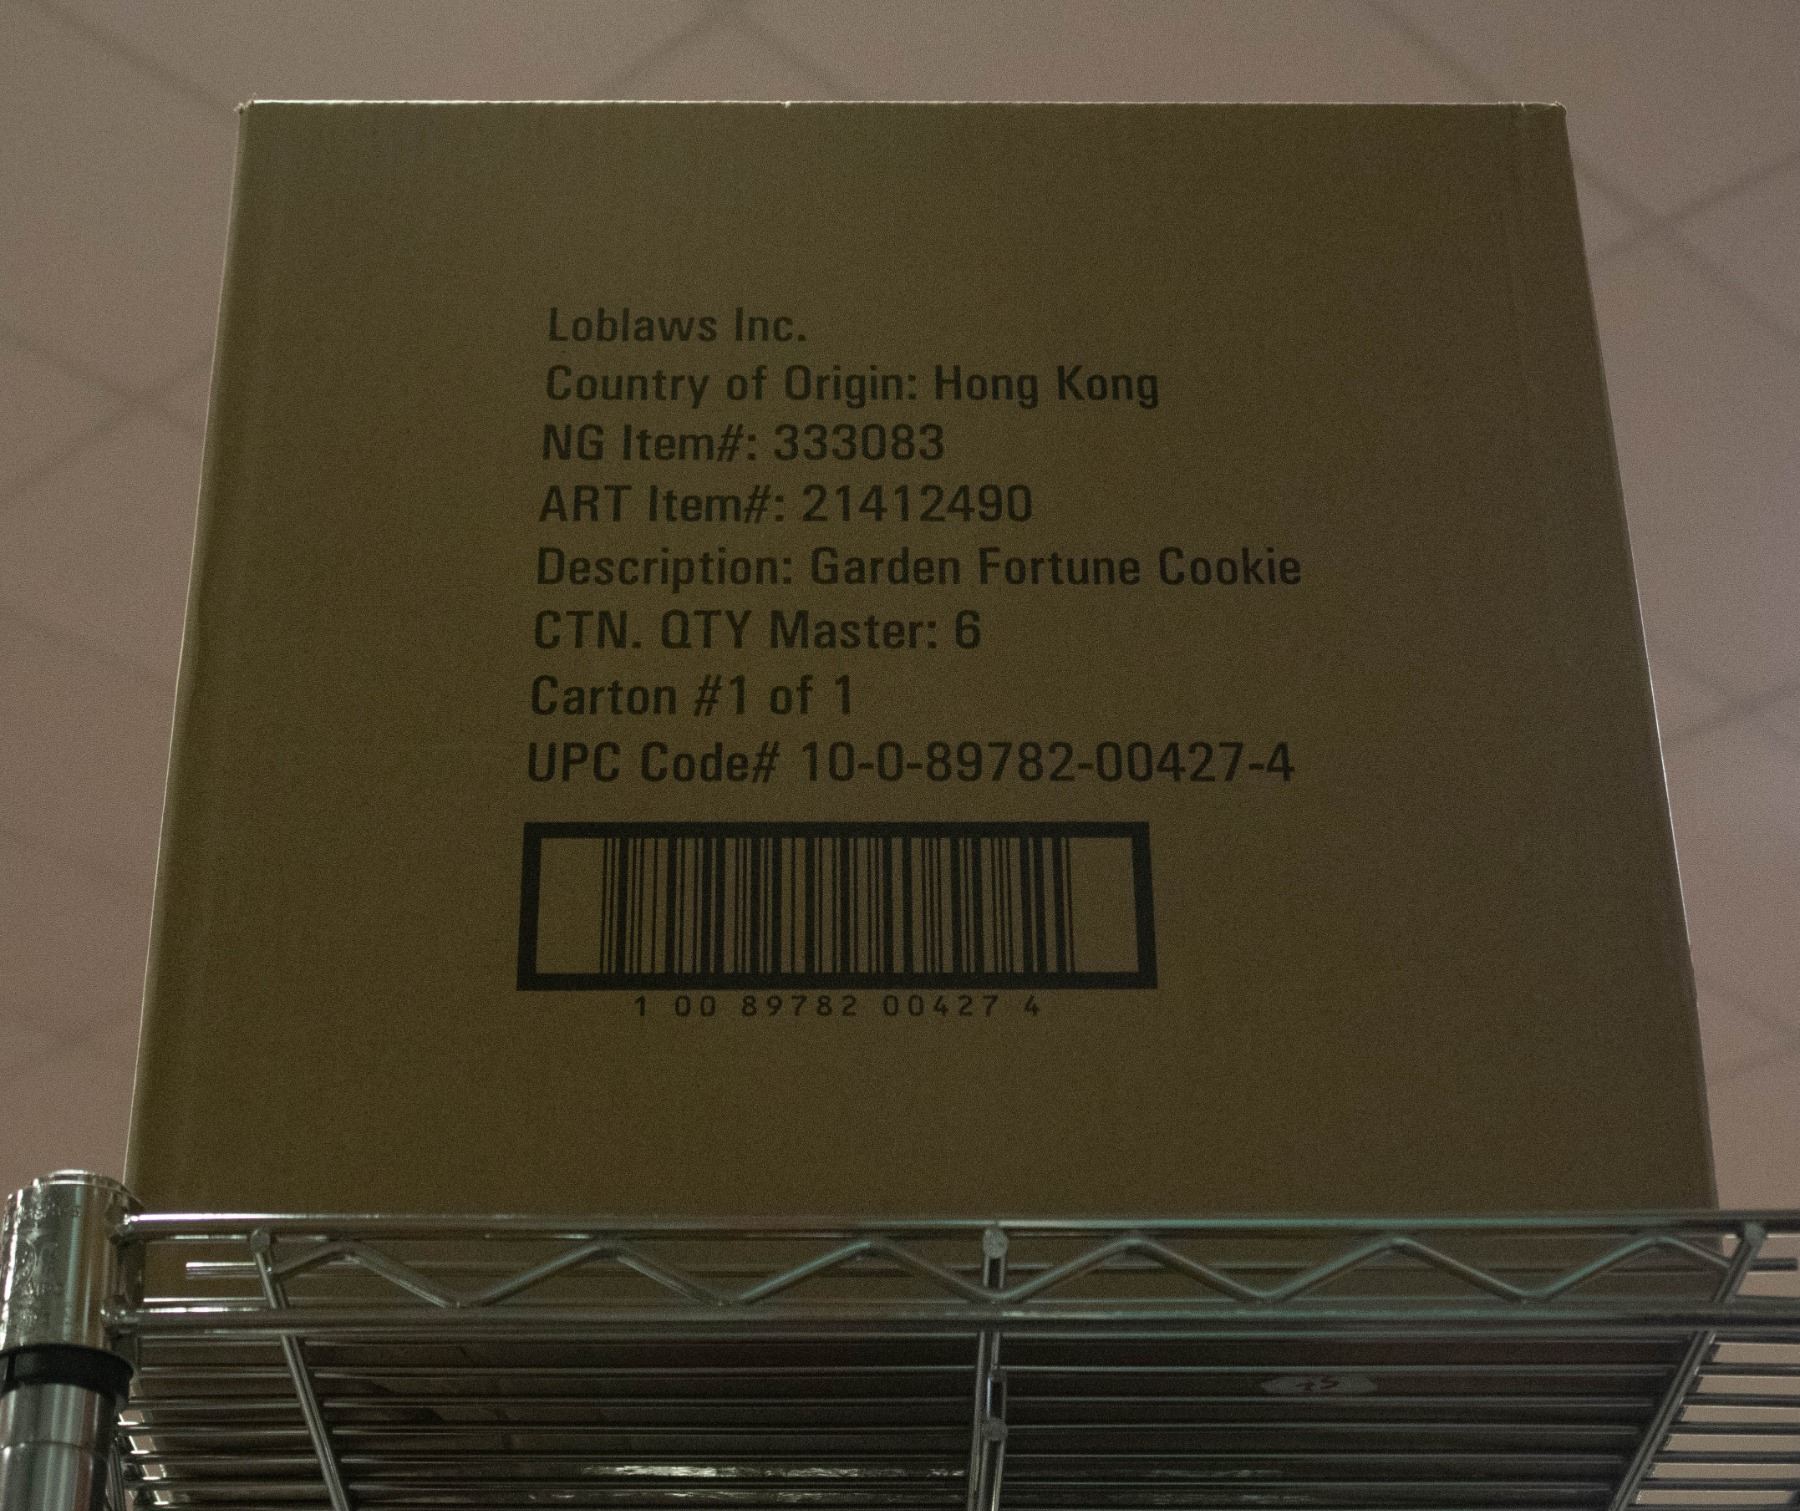 Loblaws Inc.
Country of Origin: Hong Kong
NG Item#: 333083
ART Item#: 21412490
Description: Garden Fortune Cookie
CTN. QTY Master: 6
Carton #1 of 1
UPC Code# 10-0-89782-00427-4
1 00 89782 00427 4